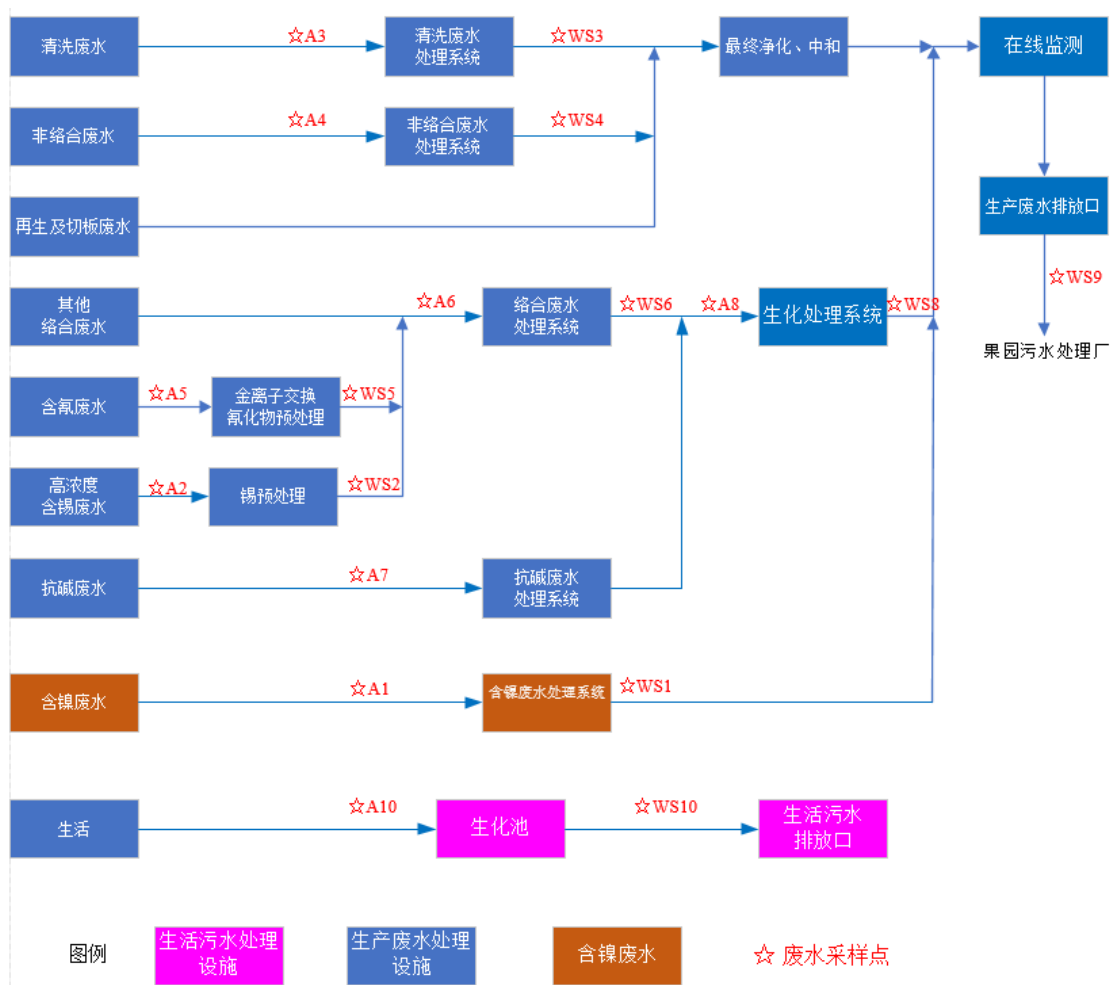 清洗废水
☆A3
清洗废水
处理系统
☆WS3
最终净化、中和
在线监测
非络合废水
☆A4
非络合废水
处理系统
☆WS4
再生及切板废水
生产废水排放口
☆WS9
果园污水处理厂
其他
络合废水
☆A6
络合废水
处理系统
☆WS6
☆A8
生化处理系统
☆WS8
含氰废水
☆A5
金离子交换
氰化物预处理
☆WS5
高浓度
含锡废水
☆A2
锡预处理
☆WS2
抗碱废水
☆A7
抗碱废水
处理系统
含镍废水
☆A1
含镍废水处理系统
☆WS1
生活
☆A10
生化池
☆WS10
生活污水
排放口
图例
生活污水处理
设施
生产废水处理
设施
含镍废水
☆ 废水采样点